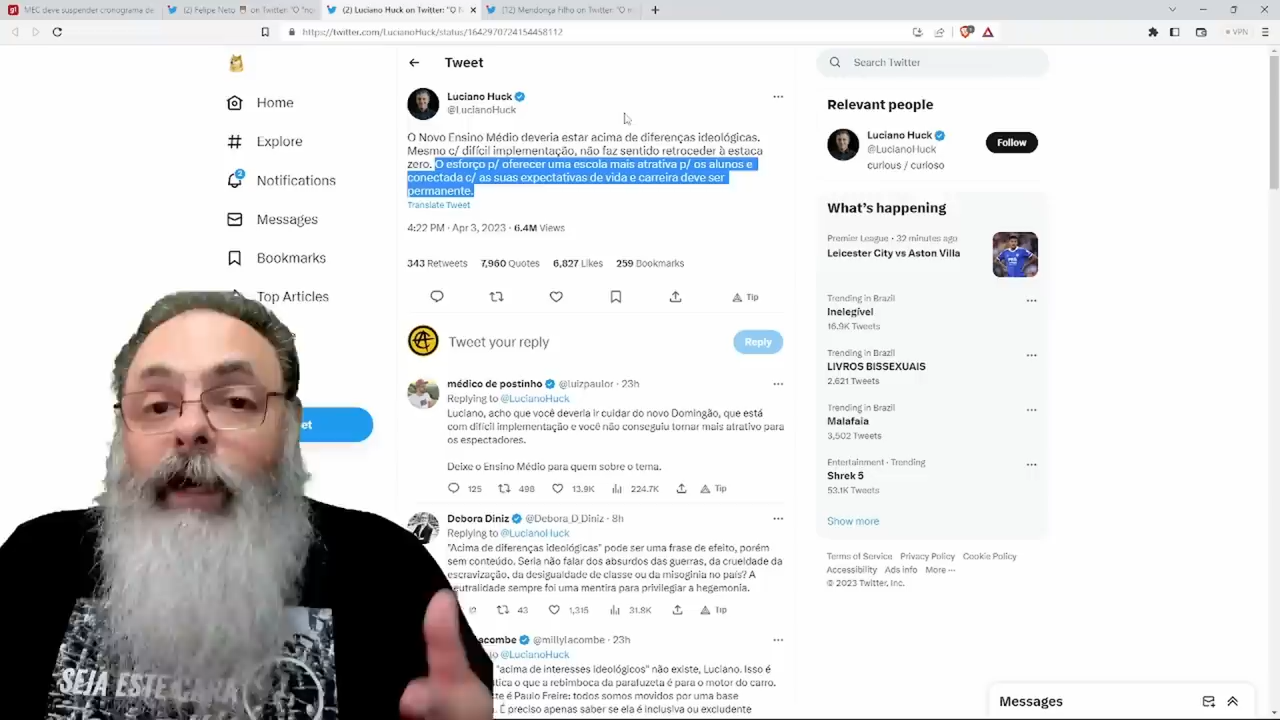 MEC deve suspender cronograma de
(2) Felipe Neto on Twitter: "O "no
(2) Luciano Huck on Twitter: "O N
(12) Mendonça Filho on Twitter: "O n
https://twitter.com/LucianoHuck/status/1642970724154458112
VPN
Home
Explore
2
Notifications
Messages
Bookmarks
Top Articles
et
Tweet
Luciano Huck
@LucianoHuck
O Novo Ensino Médio deveria estar acima de diferenças ideológicas.
Mesmo c/ difícil implementação, não faz sentido retroceder à estaca
zero. O esforço p/ oferecer uma escola mais atrativa p/ os alunos e
conectada c/ as suas expectativas de vida e carreira deve ser
permanente.
Translate Tweet
4:22 PM · Apr 3, 2023 · 6.4M Views
343 Retweets 7,960 Quotes 6,827 Likes 259 Bookmarks
Tip
Tweet your reply
Reply
médico de postinho @luizpaulor · 23h
Replying to @LucianoHuck
Luciano, acho que você deveria ir cuidar do novo Domingão, que está
com difícil implementação e você não conseguiu tornar mais atrativo para
os espectadores.
Deixe o Ensino Médio para quem sobre o tema.
125 498 13.9K 224.7K Tip
Debora Diniz @Debora_D_Diniz · 8h
Replying to @LucianoHuck
"Acima de diferenças ideológicas" pode ser uma frase de efeito, porém
sem conteúdo. Seria não falar dos absurdos das guerras, da crueldade da
escravização, da desigualdade de classe ou da misoginia no país? A
neutralidade sempre foi uma mentira para privilegiar a hegemonia.
43 1,315 31.8K Tip
acombe @millylacombe · 23h
to @LucianoHuck
"acima de interesses ideológicos" não existe, Luciano. Isso é
tica o que a rebimboca da parafuzeta é para o motor do carro.
te é Paulo Freire: todos somos movidos por uma base
É preciso apenas saber se ela é inclusiva ou excludente
Search Twitter
Relevant people
Luciano Huck
@LucianoHuck
Follow
curious / curioso
What's happening
Premier League · 32 minutes ago
Leicester City vs Aston Villa
Trending in Brazil
Inelegível
16.9K Tweets
Trending in Brazil
LIVROS BISSEXUAIS
2,621 Tweets
Trending in Brazil
Malafaia
3,502 Tweets
Entertainment · Trending
Shrek 5
53.1K Tweets
Show more
Terms of Service Privacy Policy Cookie Policy
Accessibility Ads info More
© 2023 Twitter, Inc.
Messages
SEJA ESTE